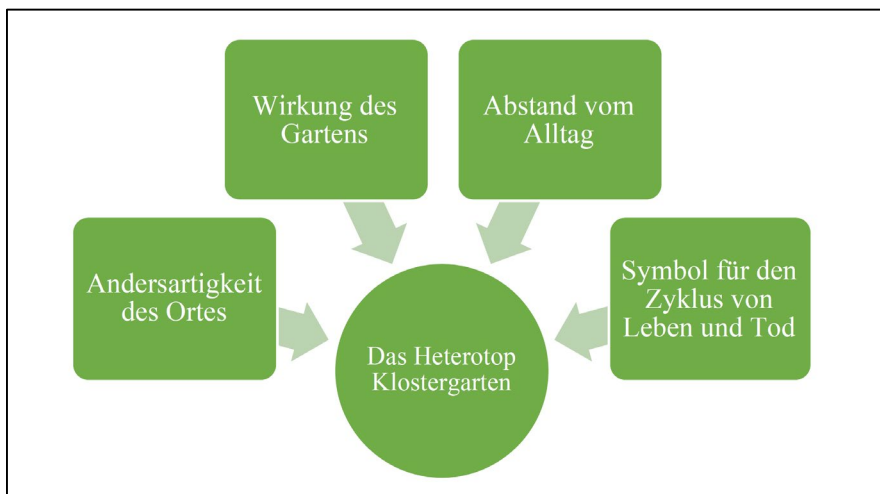 Wirkung des
Gartens
Abstand vom
Alltag
Andersartigkeit
des Ortes
Symbol für den
Zyklus von
Leben und Tod
Das Heterotop
Klostergarten